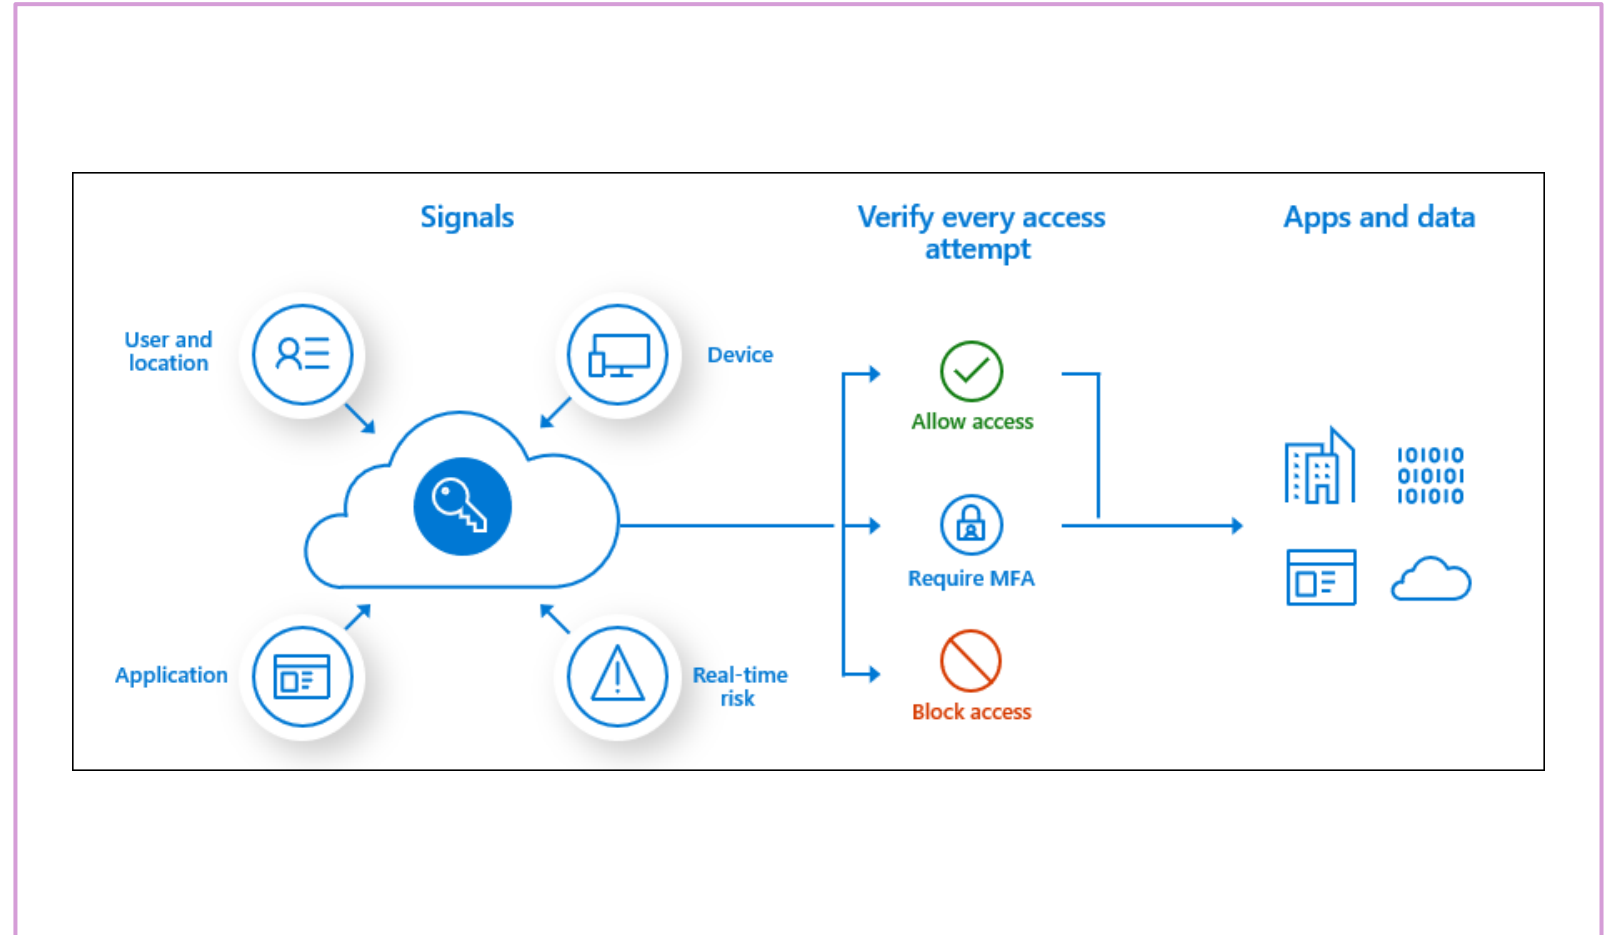 Signals
Verify every access
attempt
Apps and data
User and
location
Device
Allow access
101010
010101
101010
Require MFA
Application
Real-time
risk
Block access